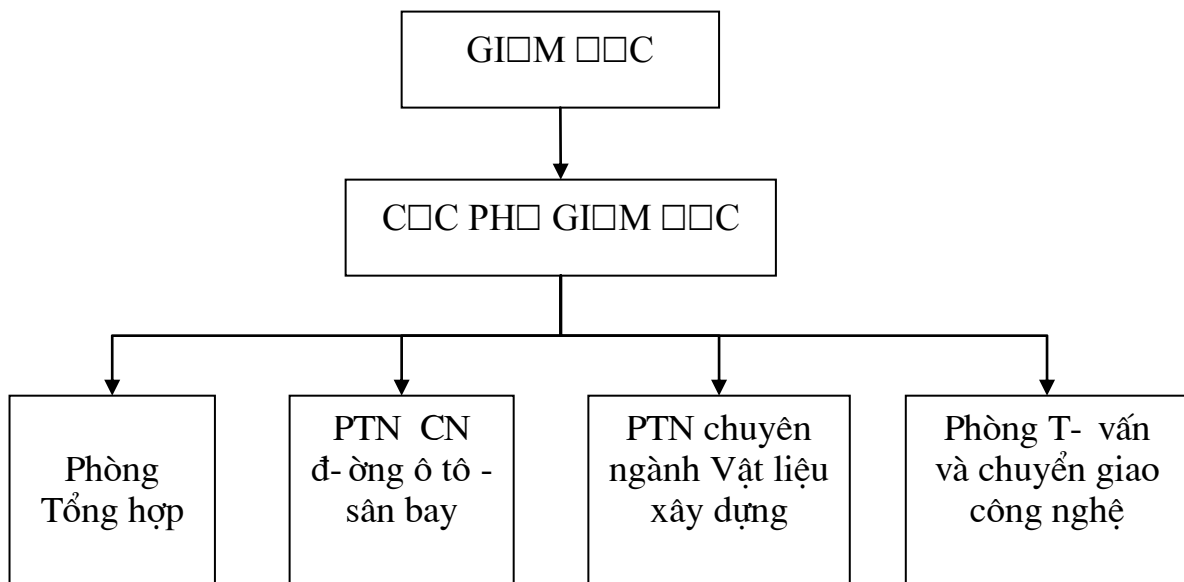 GI□M □□C
C□C PH□ GI□M □□C
Phòng
Tổng hợp
PTN CN
đ- ờng ô tô -
sân bay
PTN chuyên
ngành Vật liệu
xây dựng
Phòng T- vấn
và chuyển giao
công nghệ